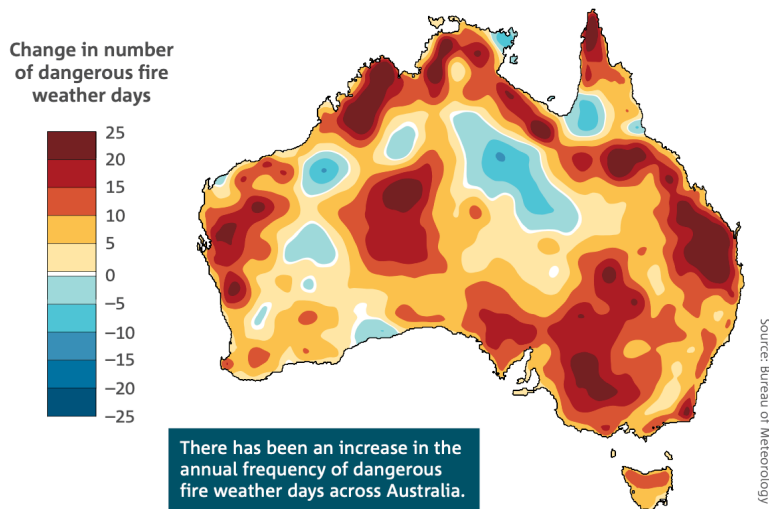 Change in number
of dangerous fire
weather days
25
20
15
10
5
0
–5
–10
–15
–20
–25
There has been an increase in the
annual frequency of dangerous
fire weather days across Australia.
Source: Bureau of Meteorology